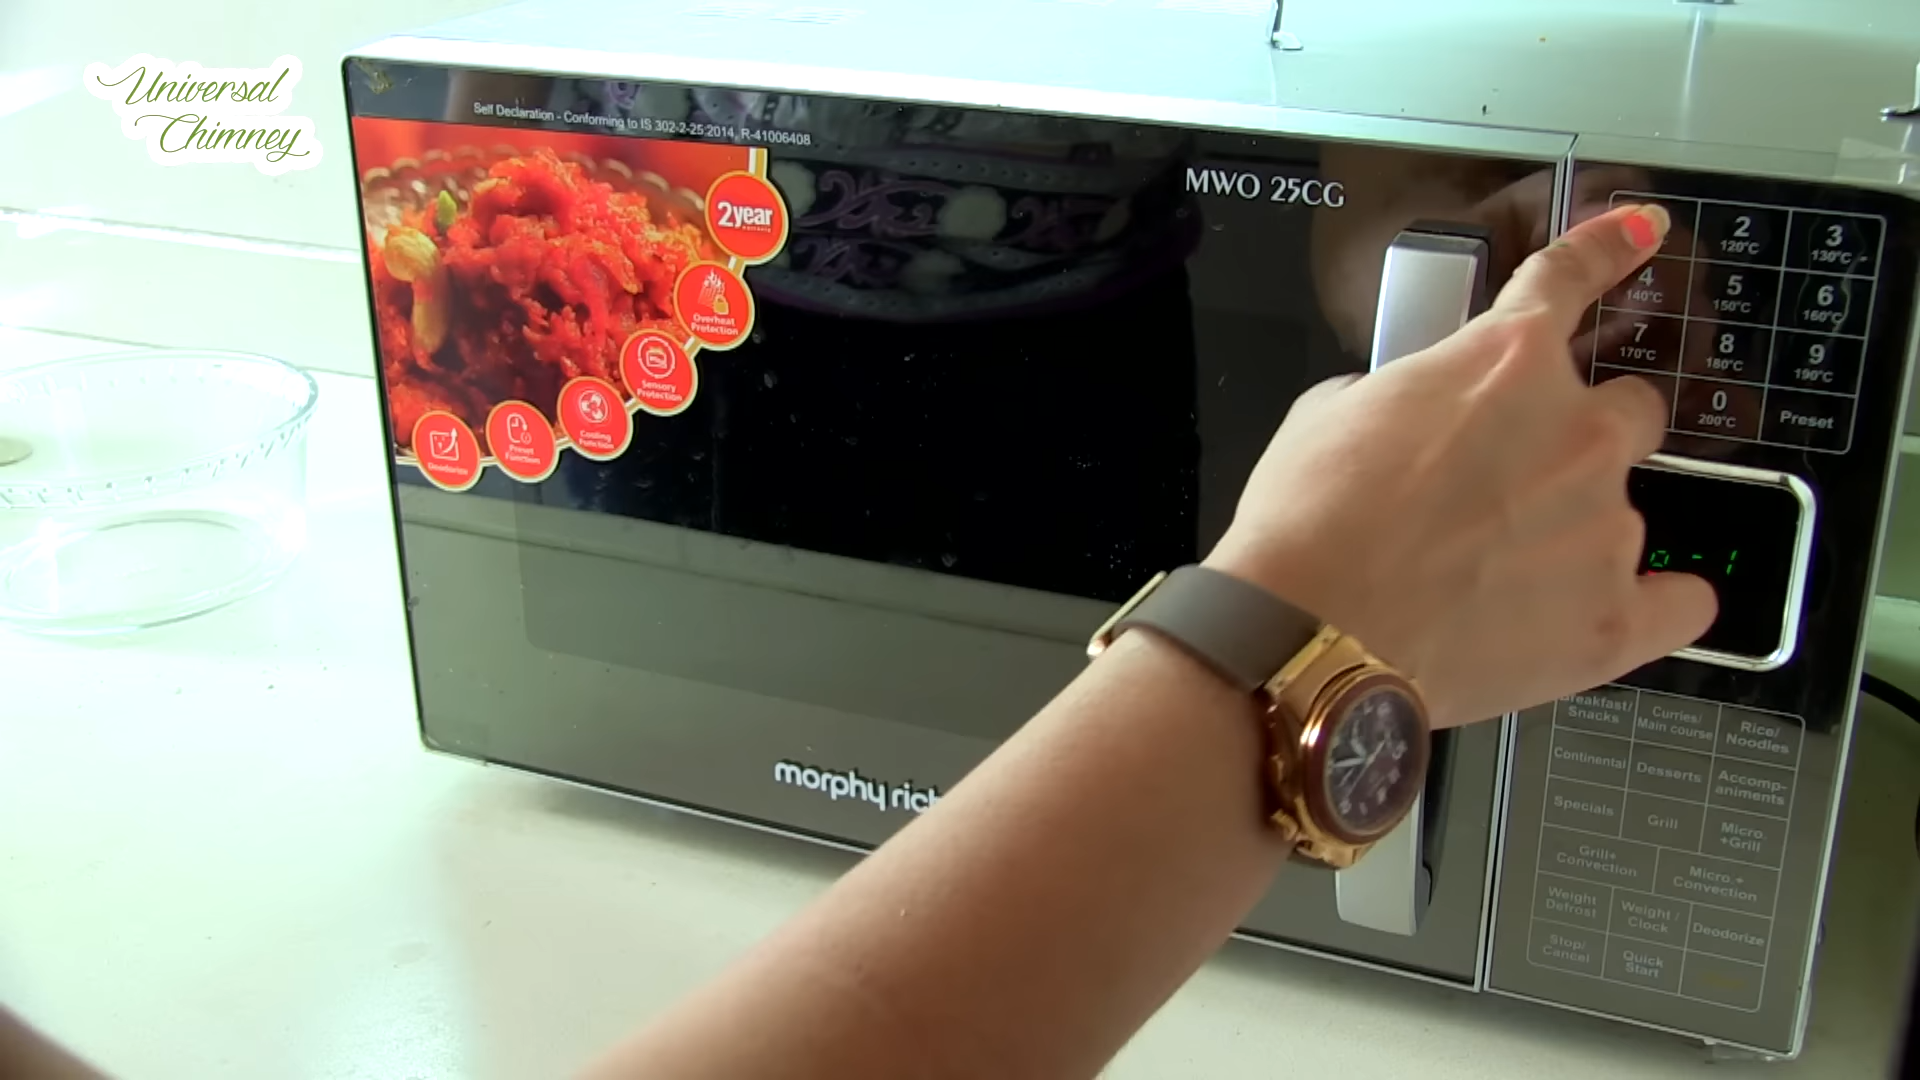 Universal
Chimney
Self Declaration - Conforming to IS 302-2-25:2014, R-41006408
2year
warranty
Overheat
Protection
Sensory
Protection
Cooling
Function
Preset
Function
Deodorize
MWO 25CG
2
120°C
3
130°C
4
140°C
5
150°C
6
160°C
7
170°C
8
180°C
9
190°C
0
200°C
Preset
- 1
morphy
Breakfast/
Snacks
Curries/
Main course
Rice/
Noodles
Continental
Desserts
Accomp-
animents
Specials
Grill
Micro.
+Grill
Grill+
Convection
Micro.+
Convection
Weight
Defrost
Weight /
Clock
Deodorize
Stop/
Cancel
Quick
Start